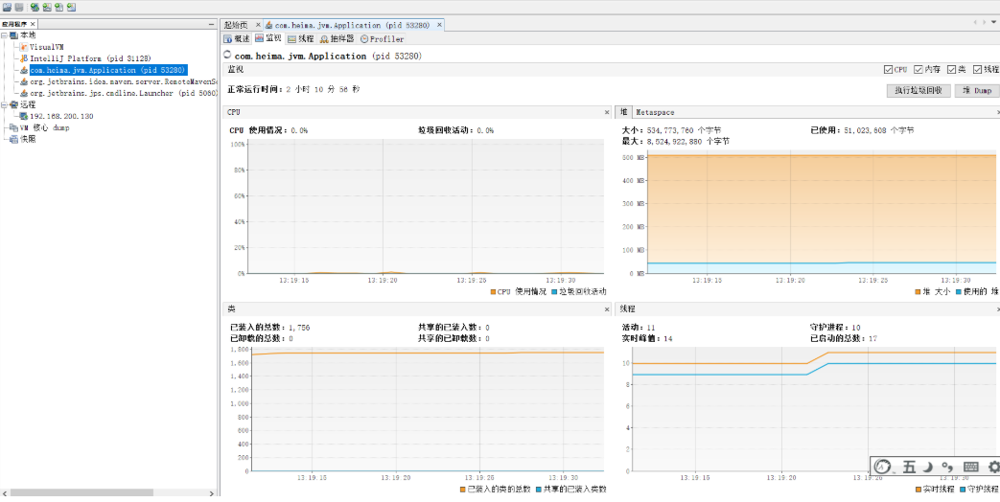 应用程序
本地
VisualVM
IntelliJ Platform (pid 31128)
com.heima.jvm.Application (pid 53280)
org.jetbrains.idea.maven.server.RemoteMavenSe
org.jetbrains.jps.cmdline.Launcher (pid 5060
远程
192.168.200.130
VM 核心 dump
快照
起始页
com.heima.jvm.Application (pid 53280)
概述 监视 线程 抽样器 Profiler
com.heima.jvm.Application (pid 53280)
监视
CPU 内存 类 线程
正常运行时间: 2 小时 10 分 56 秒
执行垃圾回收 堆 Dump
CPU
CPU 使用情况: 0.0% 垃圾回收活动: 0.0%
100%
80%
60%
40%
20%
0%
13:19:15 13:19:20 13:19:25 13:19:30
CPU 使用情况 垃圾回收活动
堆 Metaspace
大小: 534,773,760 个字节 已使用: 51,023,608 个字节
最大: 8,524,922,880 个字节
500 MB
400 MB
300 MB
200 MB
100 MB
0 MB
13:19:15 13:19:20 13:19:25 13:19:30
堆 大小 使用的 堆
类
已装入的总数: 1,756 共享的已装入数: 0
已卸载的总数: 0 共享的已卸载数: 0
1,800
1,600
1,400
1,200
1,000
800
600
400
200
0
13:19:15 13:19:20 13:19:25 13:19:30
已装入的类的总数 共享的已装入类数
线程
活动: 11 守护进程: 10
实时峰值: 14 已启动的总数: 17
10
8
6
4
2
0
13:19:15 13:19:20 13:19:25 13:19:30
实时线程 守护线程
五